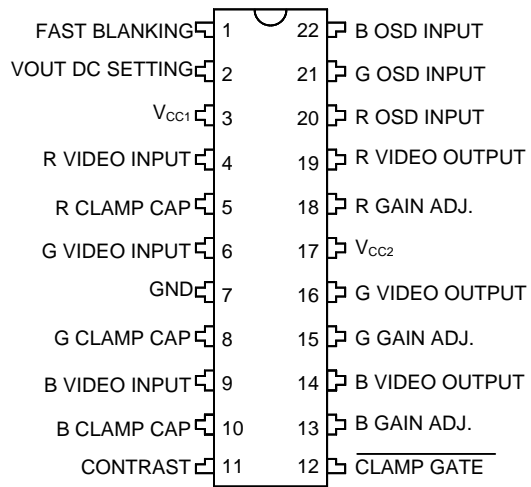 FAST BLANKING 1 22 B OSD INPUT
VOUT DC SETTING 2 21 G OSD INPUT
VCC1 3 20 R OSD INPUT
R VIDEO INPUT 4 19 R VIDEO OUTPUT
R CLAMP CAP 5 18 R GAIN ADJ.
G VIDEO INPUT 6 17 VCC2
GND 7 16 G VIDEO OUTPUT
G CLAMP CAP 8 15 G GAIN ADJ.
B VIDEO INPUT 9 14 B VIDEO OUTPUT
B CLAMP CAP 10 13 B GAIN ADJ.
CONTRAST 11 12 CLAMP GATE